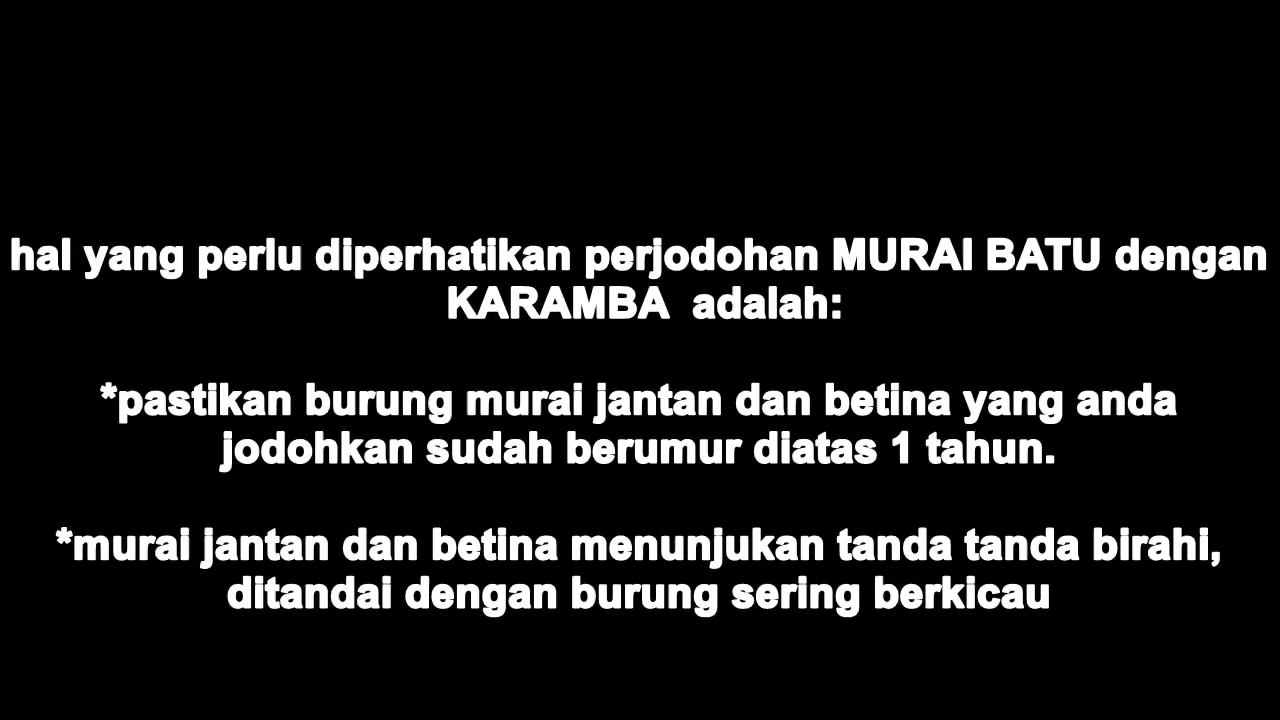 hal yang perlu diperhatikan perjodohan MURAI BATU dengan
KARAMBA  adalah:
*pastikan burung murai jantan dan betina yang anda
jodohkan sudah berumur diatas 1 tahun.
*murai jantan dan betina menunjukan tanda tanda birahi,
ditandai dengan burung sering berkicau